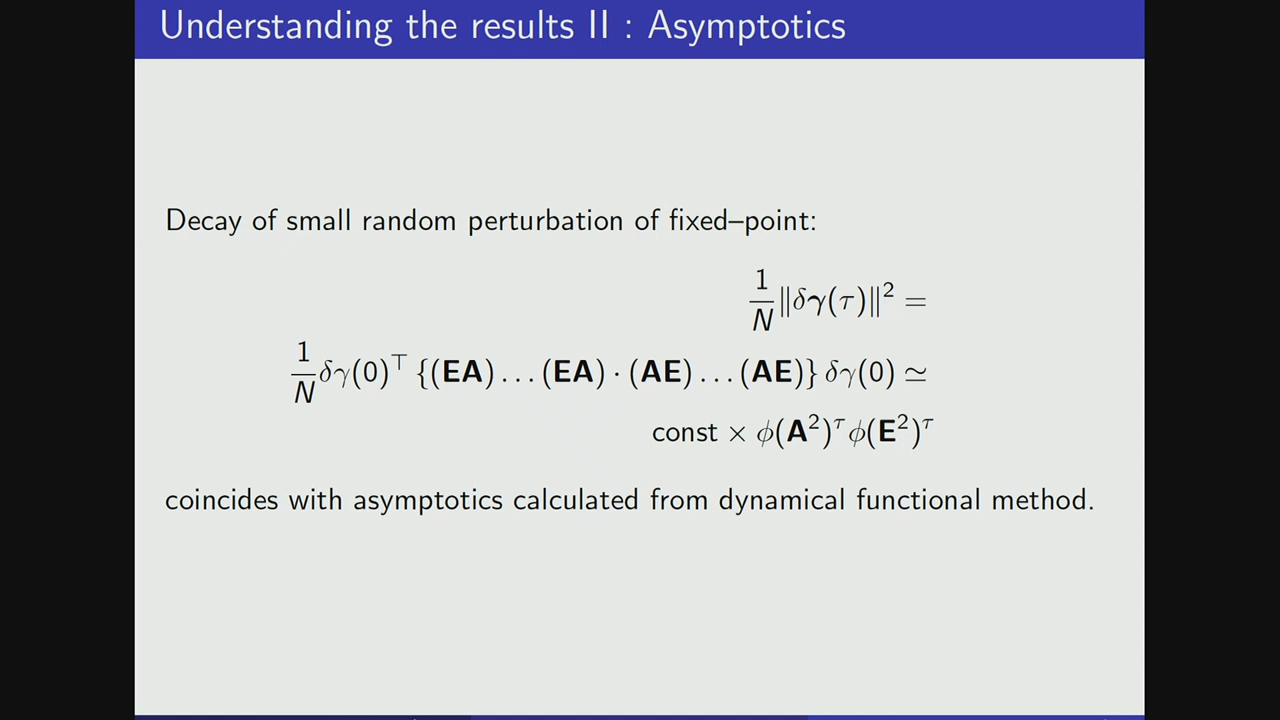 Understanding the results II : Asymptotics
Decay of small random perturbation of fixed–point:
1/N ‖δγ(τ)‖² =
1/N δγ(0)⊤ {(EA) . . . (EA) · (AE) . . . (AE)} δγ(0) ≃
const × ϕ(A²)^τ ϕ(E²)^τ
coincides with asymptotics calculated from dynamical functional method.